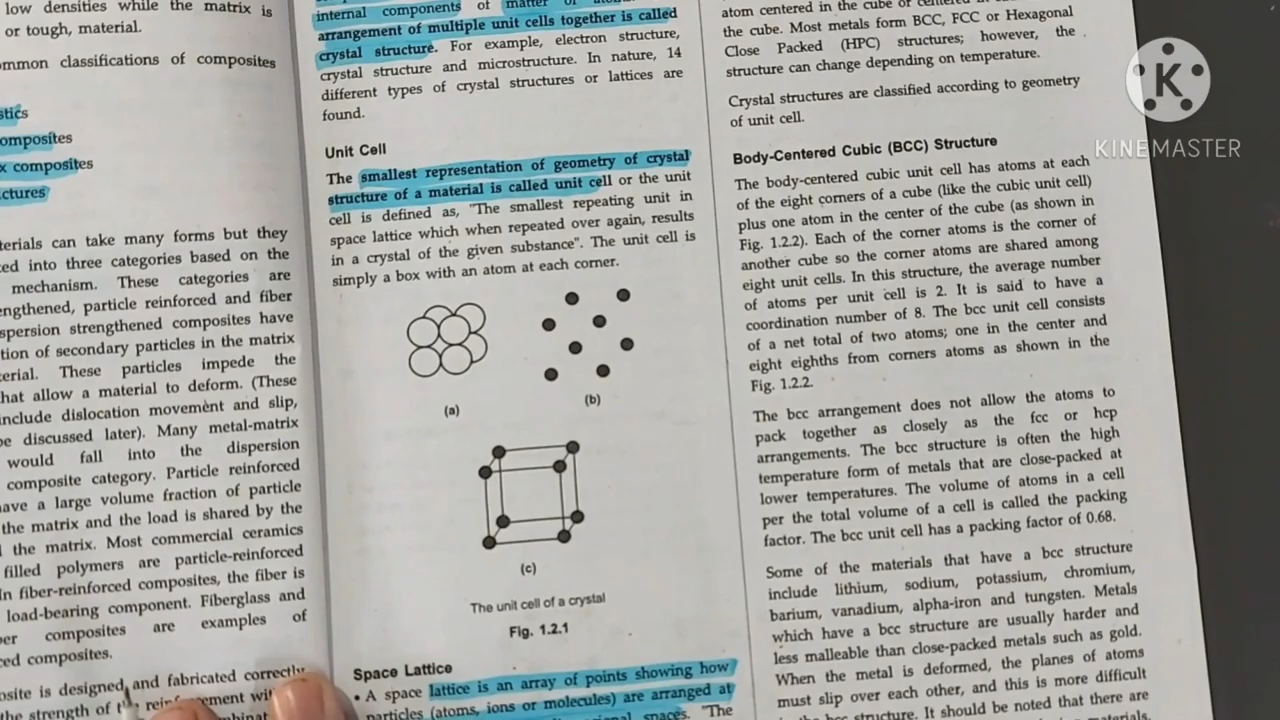 low densities while the matrix is
or tough, material.
ommon classifications of composites
stics
omposites
x composites
ctures
terials can take many forms but they
ed into three categories based on the
mechanism. These categories are
engthened, particle reinforced and fiber
spersion strengthened composites have
tion of secondary particles in the matrix
erial. These particles impede the
hat allow a material to deform. (These
include dislocation movement and slip,
be discussed later). Many metal-matrix
would fall into the dispersion
composite category. Particle reinforced
ave a large volume fraction of particle
the matrix and the load is shared by the
the matrix. Most commercial ceramics
filled polymers are particle-reinforced
In fiber-reinforced composites, the fiber is
load-bearing component. Fiberglass and
er composites are examples of
ced composites.
osite is designed and fabricated correctly
the strength of
internal components of matter or
arrangement of multiple unit cells together is called
crystal structure. For example, electron structure,
crystal structure and microstructure. In nature, 14
different types of crystal structures or lattices are
found.
Unit Cell
The smallest representation of geometry of crystal
structure of a material is called unit cell or the unit
cell is defined as, "The smallest repeating unit in
space lattice which when repeated over again, results
in a crystal of the given substance". The unit cell is
simply a box with an atom at each corner.
(a)
(b)
(c)
The unit cell of a crystal
Fig. 1.2.1
Space Lattice
• A space lattice is an array of points showing how
particles (atoms, ions or molecules) are arranged at
spaces. "The
atom centered in the cube or centered in
the cube. Most metals form BCC, FCC or Hexagonal
Close Packed (HPC) structures; however, the
structure can change depending on temperature.
Crystal structures are classified according to geometry
of unit cell.
Body-Centered Cubic (BCC) Structure
The body-centered cubic unit cell has atoms at each
of the eight corners of a cube (like the cubic unit cell)
plus one atom in the center of the cube (as shown in
Fig. 1.2.2). Each of the corner atoms is the corner of
another cube so the corner atoms are shared among
eight unit cells. In this structure, the average number
of atoms per unit cell is 2. It is said to have a
coordination number of 8. The bcc unit cell consists
of a net total of two atoms; one in the center and
eight eighths from corners atoms as shown in the
Fig. 1.2.2.
The bcc arrangement does not allow the atoms to
pack together as closely as the fcc or hcp
arrangements. The bcc structure is often the high
temperature form of metals that are close-packed at
lower temperatures. The volume of atoms in a cell
per the total volume of a cell is called the packing
factor. The bcc unit cell has a packing factor of 0.68.
Some of the materials that have a bcc structure
include lithium, sodium, potassium, chromium,
barium, vanadium, alpha-iron and tungsten. Metals
which have a bcc structure are usually harder and
less malleable than close-packed metals such as gold.
When the metal is deformed, the planes of atoms
must slip over each other, and this is more difficult
bcc structure. It should be noted that there are
K
KINEMASTER